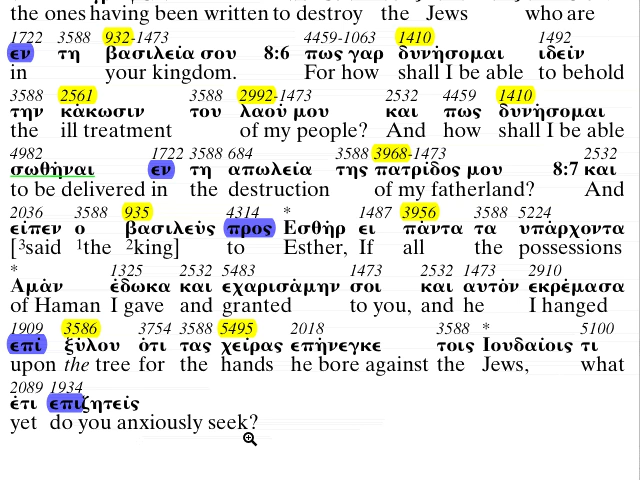 the ones having been written to destroy the Jews who are
1722 3588 932-1473 4459-1063 1410 1492
εν τη βασιλεία σου 8:6 πως γαρ δυνήσομαι ιδείν
in your kingdom. For how shall I be able to behold
3588 2561 3588 2992-1473 2532 4459 1410
την κάκωσιν του λαού μου και πως δυνήσομαι
the ill treatment of my people? And how shall I be able
4982 1722 3588 684 3588 3968-1473 2532
σωθήναι εν τη απωλεία της πατρίδος μου 8:7 και
to be delivered in the destruction of my fatherland? And
2036 3588 935 4314 * 1487 3956 3588 5224
είπεν ο βασιλεύς προς Εσθήρ ει πάντα τα υπάρχοντα
[³said ¹the ²king] to Esther, If all the possessions
* 1325 2532 5483 1473 2532 1473 2910
Αμάν έδωκα και εχαρισάμην σοι και αυτόν εκρέμασα
of Haman I gave and granted to you, and he I hanged
1909 3586 3754 3588 5495 2018 3588 * 5100
επί ξύλου ότι τας χείρας επήνεγκε τοις Ιουδαίοις τι
upon the tree for the hands he bore against the Jews, what
2089 1934
έτι επιζητείς
yet do you anxiously seek?